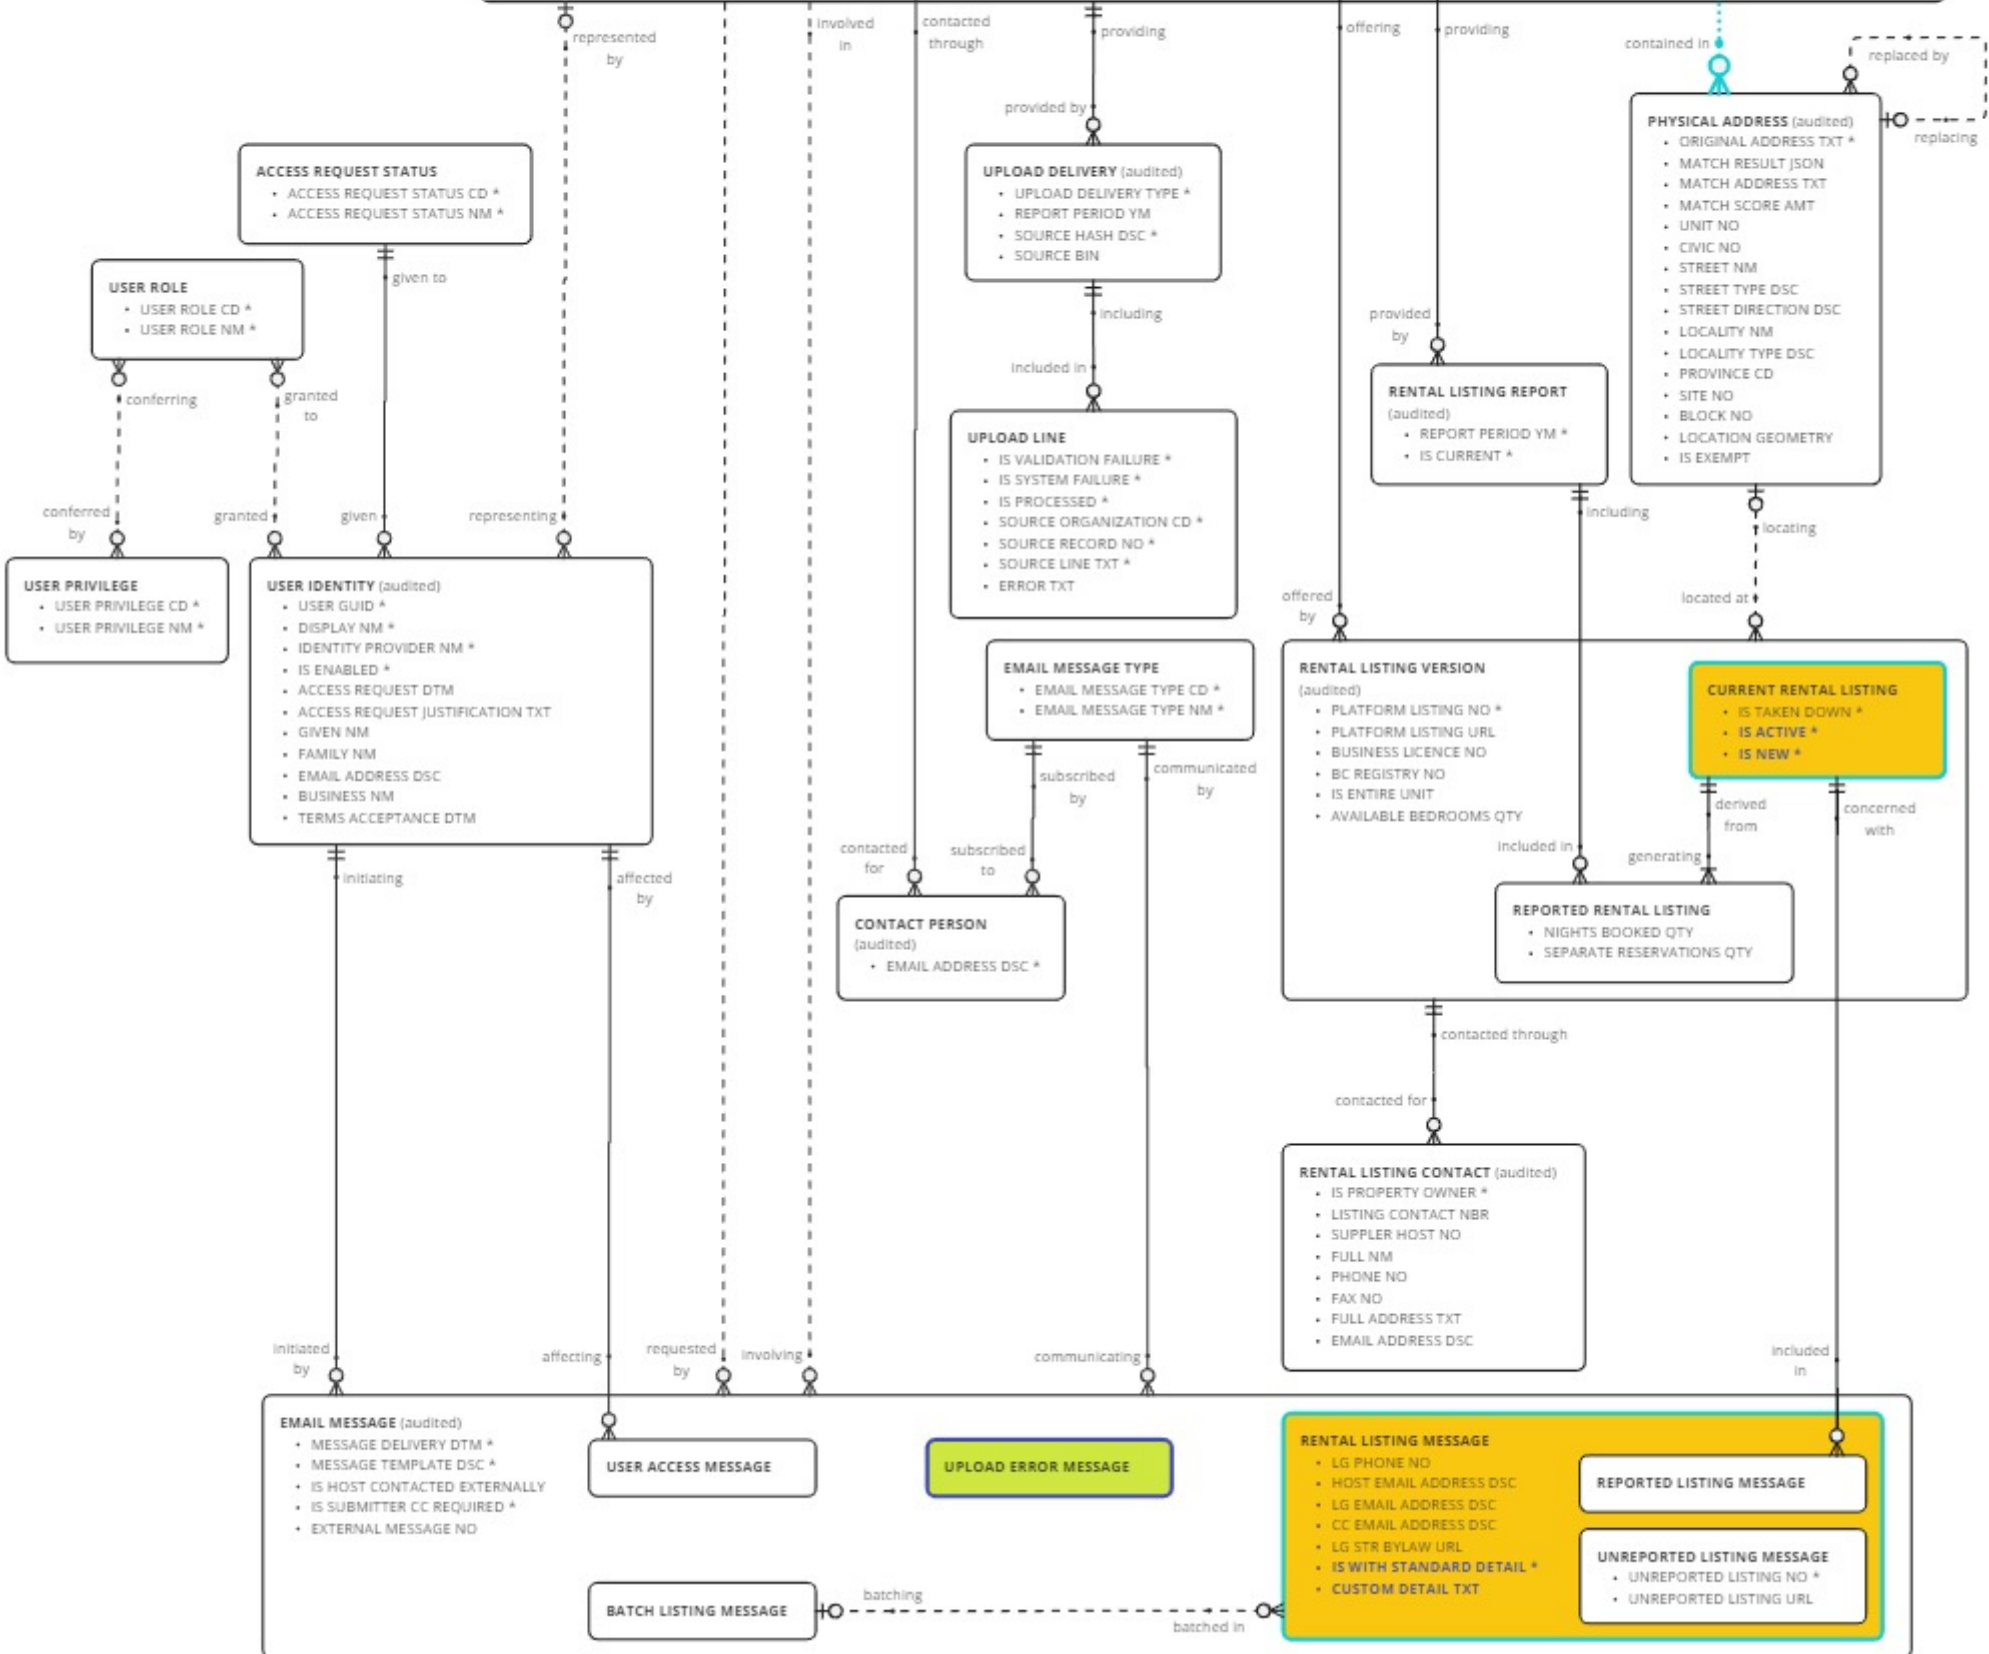 represented
by
involved
in
contacted
through
providing
offering
providing
contained in
replaced by
replacing
provided by
ACCESS REQUEST STATUS
• ACCESS REQUEST STATUS CD *
• ACCESS REQUEST STATUS NM *
given to
USER ROLE
• USER ROLE CD *
• USER ROLE NM *
conferring
granted
to
conferred
by
granted
given
representing
UPLOAD DELIVERY (audited)
• UPLOAD DELIVERY TYPE *
• REPORT PERIOD YM
• SOURCE HASH DSC *
• SOURCE BIN
including
included in
UPLOAD LINE
• IS VALIDATION FAILURE *
• IS SYSTEM FAILURE *
• IS PROCESSED *
• SOURCE ORGANIZATION CD *
• SOURCE RECORD NO *
• SOURCE LINE TXT *
• ERROR TXT
PHYSICAL ADDRESS (audited)
• ORIGINAL ADDRESS TXT *
• MATCH RESULT JSON
• MATCH ADDRESS TXT
• MATCH SCORE AMT
• UNIT NO
• CIVIC NO
• STREET NM
• STREET TYPE DSC
• STREET DIRECTION DSC
• LOCALITY NM
• LOCALITY TYPE DSC
• PROVINCE CD
• SITE NO
• BLOCK NO
• LOCATION GEOMETRY
• IS EXEMPT
provided
by
RENTAL LISTING REPORT
(audited)
• REPORT PERIOD YM *
• IS CURRENT *
including
locating
located at
offered
by
USER PRIVILEGE
• USER PRIVILEGE CD *
• USER PRIVILEGE NM *
USER IDENTITY (audited)
• USER GUID *
• DISPLAY NM *
• IDENTITY PROVIDER NM *
• IS ENABLED *
• ACCESS REQUEST DTM
• ACCESS REQUEST JUSTIFICATION TXT
• GIVEN NM
• FAMILY NM
• EMAIL ADDRESS DSC
• BUSINESS NM
• TERMS ACCEPTANCE DTM
initiating
affected
by
EMAIL MESSAGE TYPE
• EMAIL MESSAGE TYPE CD *
• EMAIL MESSAGE TYPE NM *
subscribed
by
communicated
by
contacted
for
subscribed
to
CONTACT PERSON
(audited)
• EMAIL ADDRESS DSC *
RENTAL LISTING VERSION
(audited)
• PLATFORM LISTING NO *
• PLATFORM LISTING URL
• BUSINESS LICENCE NO
• BC REGISTRY NO
• IS ENTIRE UNIT
• AVAILABLE BEDROOMS QTY
CURRENT RENTAL LISTING
• IS TAKEN DOWN *
• IS ACTIVE *
• IS NEW *
derived
from
concerned
with
included in
generating
REPORTED RENTAL LISTING
• NIGHTS BOOKED QTY
• SEPARATE RESERVATIONS QTY
contacted through
contacted for
RENTAL LISTING CONTACT (audited)
• IS PROPERTY OWNER *
• LISTING CONTACT NBR
• SUPPLER HOST NO
• FULL NM
• PHONE NO
• FAX NO
• FULL ADDRESS TXT
• EMAIL ADDRESS DSC
initiated
by
affecting
requested
by
involving
communicating
included
in
EMAIL MESSAGE (audited)
• MESSAGE DELIVERY DTM *
• MESSAGE TEMPLATE DSC *
• IS HOST CONTACTED EXTERNALLY
• IS SUBMITTER CC REQUIRED *
• EXTERNAL MESSAGE NO
USER ACCESS MESSAGE
UPLOAD ERROR MESSAGE
RENTAL LISTING MESSAGE
• LG PHONE NO
• HOST EMAIL ADDRESS DSC
• LG EMAIL ADDRESS DSC
• CC EMAIL ADDRESS DSC
• LG STR BYLAW URL
• IS WITH STANDARD DETAIL *
• CUSTOM DETAIL TXT
REPORTED LISTING MESSAGE
UNREPORTED LISTING MESSAGE
• UNREPORTED LISTING NO *
• UNREPORTED LISTING URL
BATCH LISTING MESSAGE
batching
batched in